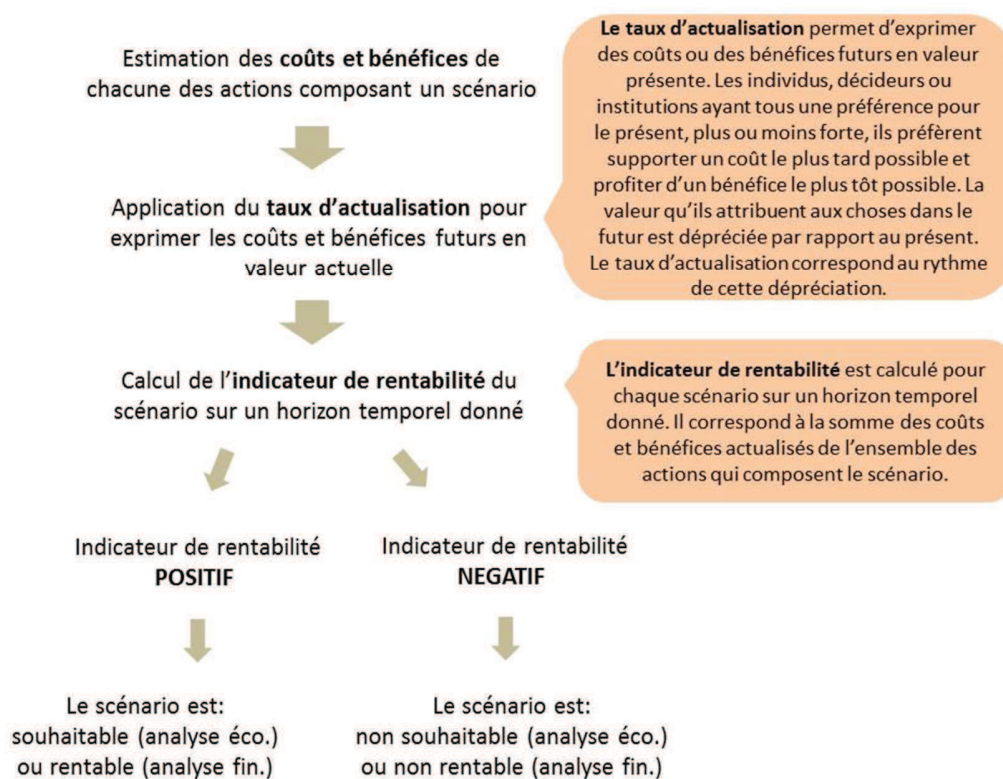 Estimation des coûts et bénéfices de
chacune des actions composant un scénario
Le taux d'actualisation permet d'exprimer
des coûts ou des bénéfices futurs en valeur
présente. Les individus, décideurs ou
institutions ayant tous une préférence pour
le présent, plus ou moins forte, ils préfèrent
supporter un coût le plus tard possible et
profiter d'un bénéfice le plus tôt possible. La
valeur qu'ils attribuent aux choses dans le
futur est dépréciée par rapport au présent.
Le taux d'actualisation correspond au rythme
de cette dépréciation.
Application du taux d'actualisation pour
exprimer les coûts et bénéfices futurs en
valeur actuelle
Calcul de l'indicateur de rentabilité du
scénario sur un horizon temporel donné
L'indicateur de rentabilité est calculé pour
chaque scénario sur un horizon temporel
donné. Il correspond à la somme des coûts
et bénéfices actualisés de l'ensemble des
actions qui composent le scénario.
Indicateur de rentabilité
POSITIF
Indicateur de rentabilité
NEGATIF
Le scénario est:
souhaitable (analyse éco.)
ou rentable (analyse fin.)
Le scénario est:
non souhaitable (analyse éco.)
ou non rentable (analyse fin.)